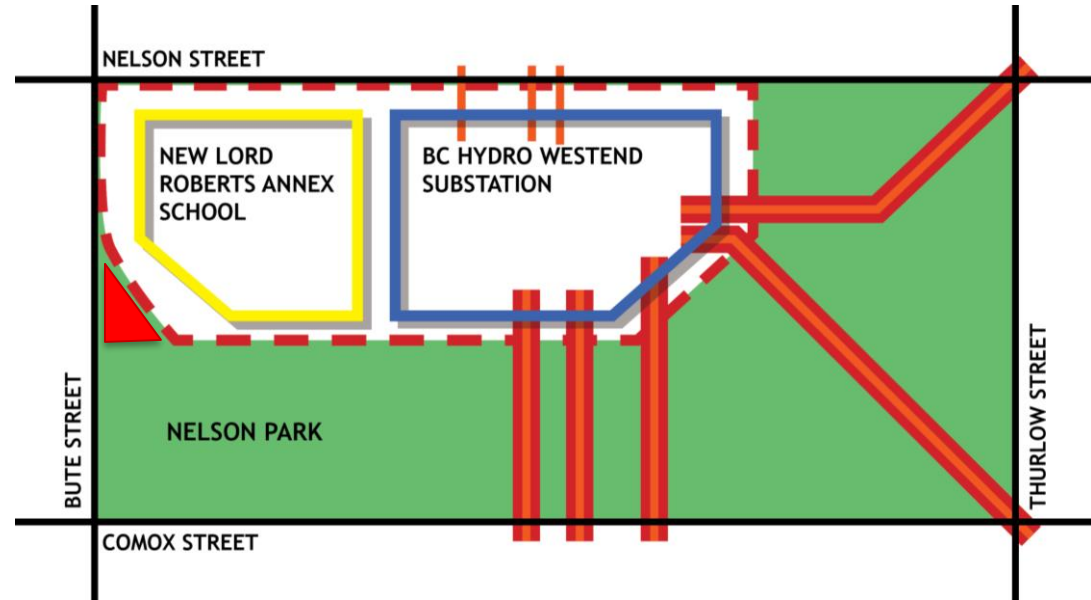 NELSON STREET
NEW LORD
ROBERTS ANNEX
SCHOOL
BC HYDRO WESTEND
SUBSTATION
BUTE STREET
NELSON PARK
THURLOW STREET
COMOX STREET